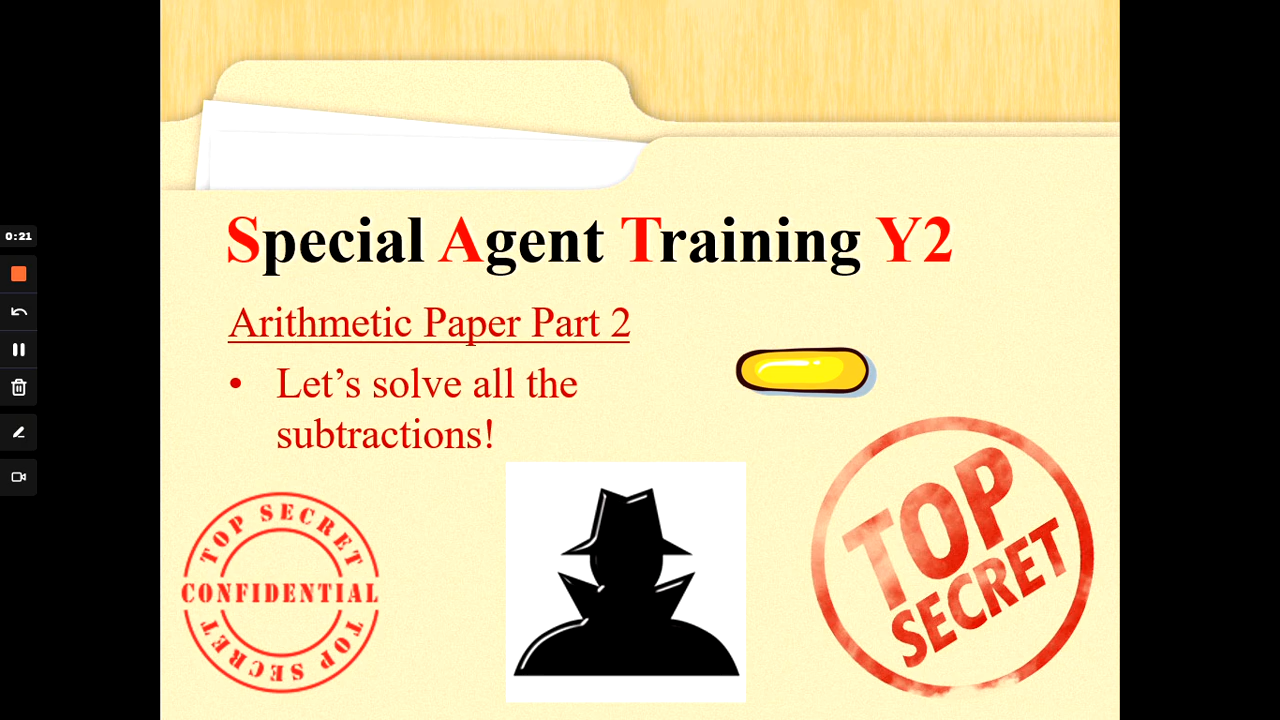 0:21
Special Agent Training Y2
Arithmetic Paper Part 2
• Let’s solve all the
subtractions!
TOP SECRET
CONFIDENTIAL
TOP SECRET
TOP
SECRET